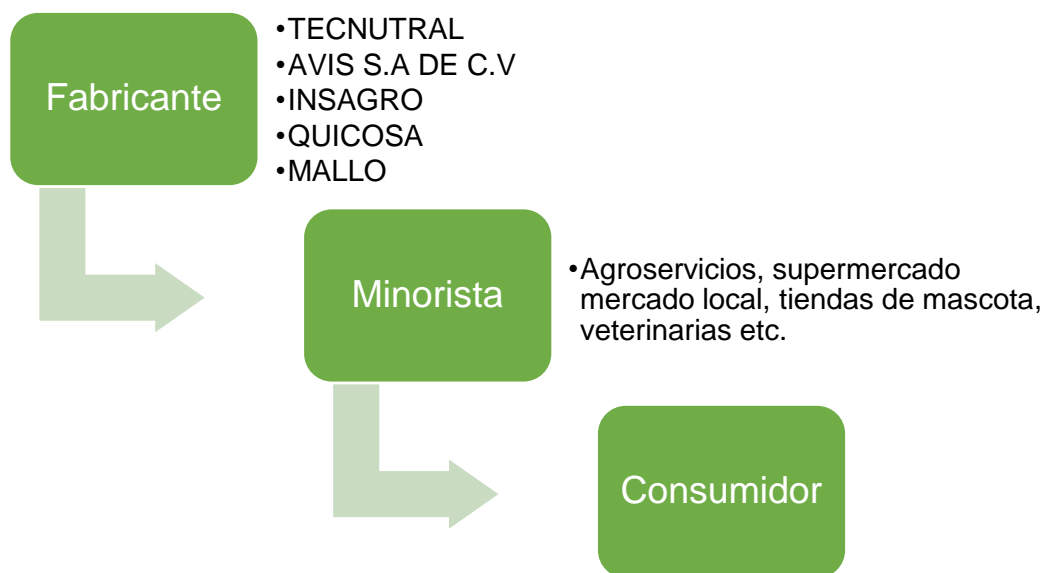 Fabricante
•TECNUTRAL
•AVIS S.A DE C.V
•INSAGRO
•QUICOSA
•MALLO
Minorista
•Agroservicios, supermercado
mercado local, tiendas de mascota,
veterinarias etc.
Consumidor